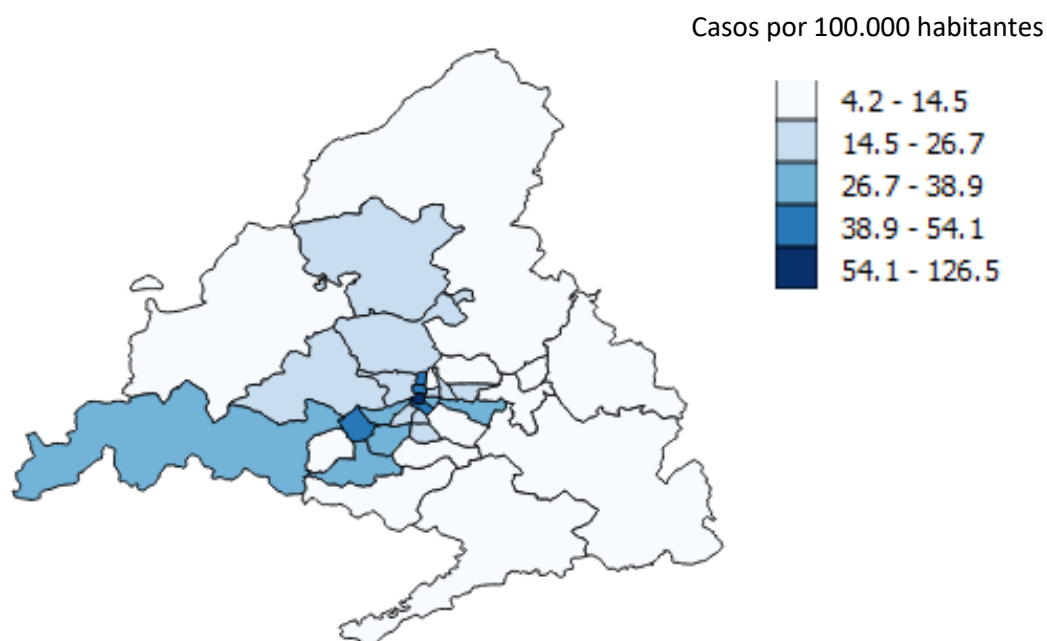 Casos por 100.000 habitantes
4.2 - 14.5
14.5 - 26.7
26.7 - 38.9
38.9 - 54.1
54.1 - 126.5